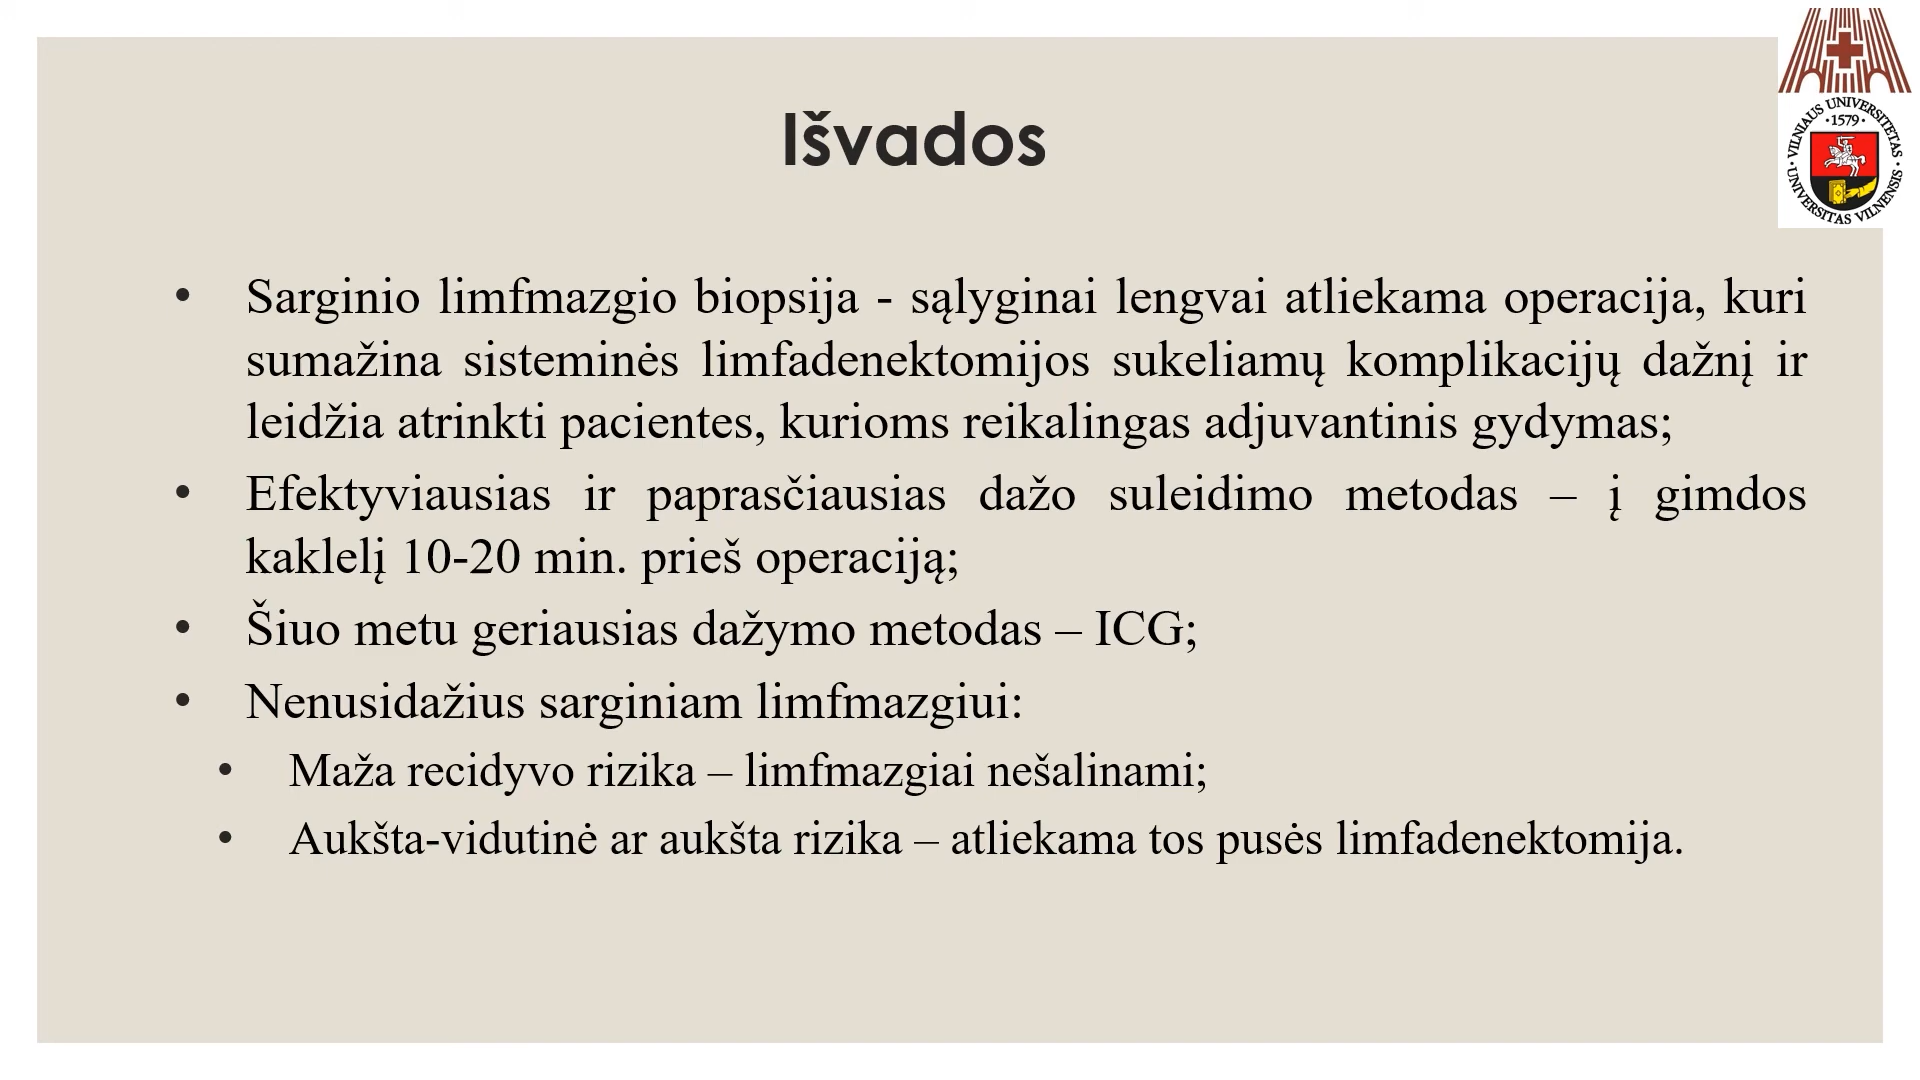 Išvados
VILNIAUS UNIVERSITETAS
·1579·
UNIVERSITAS VILNENSIS
• Sarginio limfmazgio biopsija - sąlyginai lengvai atliekama operacija, kuri
sumažina sisteminės limfadenektomijos sukeliamų komplikacijų dažnį ir
leidžia atrinkti pacientes, kurioms reikalingas adjuvantinis gydymas;
• Efektyviausias ir paprasčiausias dažo suleidimo metodas – į gimdos
kaklelį 10-20 min. prieš operaciją;
• Šiuo metu geriausias dažymo metodas – ICG;
• Nenusidažius sarginiam limfmazgiui:
• Maža recidyvo rizika – limfmazgiai nešalinami;
• Aukšta-vidutinė ar aukšta rizika – atliekama tos pusės limfadenektomija.